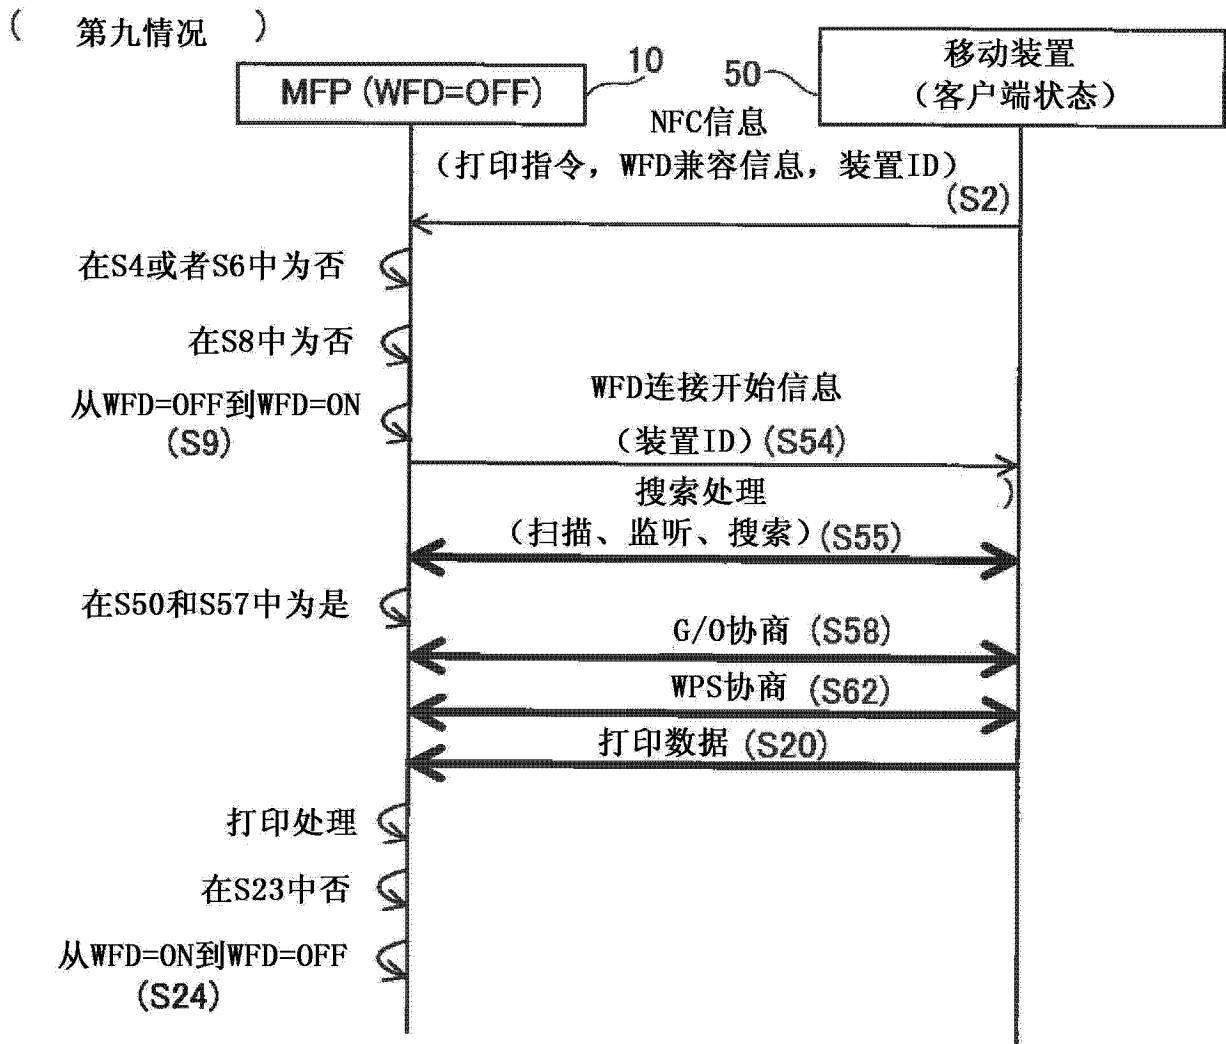 ( 第九情况 )
MFP (WFD=OFF)
10
50
移动装置
（客户端状态）
NFC信息
（打印指令，WFD兼容信息，装置ID）
(S2)
在S4或者S6中为否
在S8中为否
从WFD=OFF到WFD=ON
(S9)
WFD连接开始信息
（装置ID）(S54)
搜索处理
)
（扫描、监听、搜索）(S55)
在S50和S57中为是
G/O协商 (S58)
WPS协商 (S62)
打印数据 (S20)
打印处理
在S23中否
从WFD=ON到WFD=OFF
(S24)